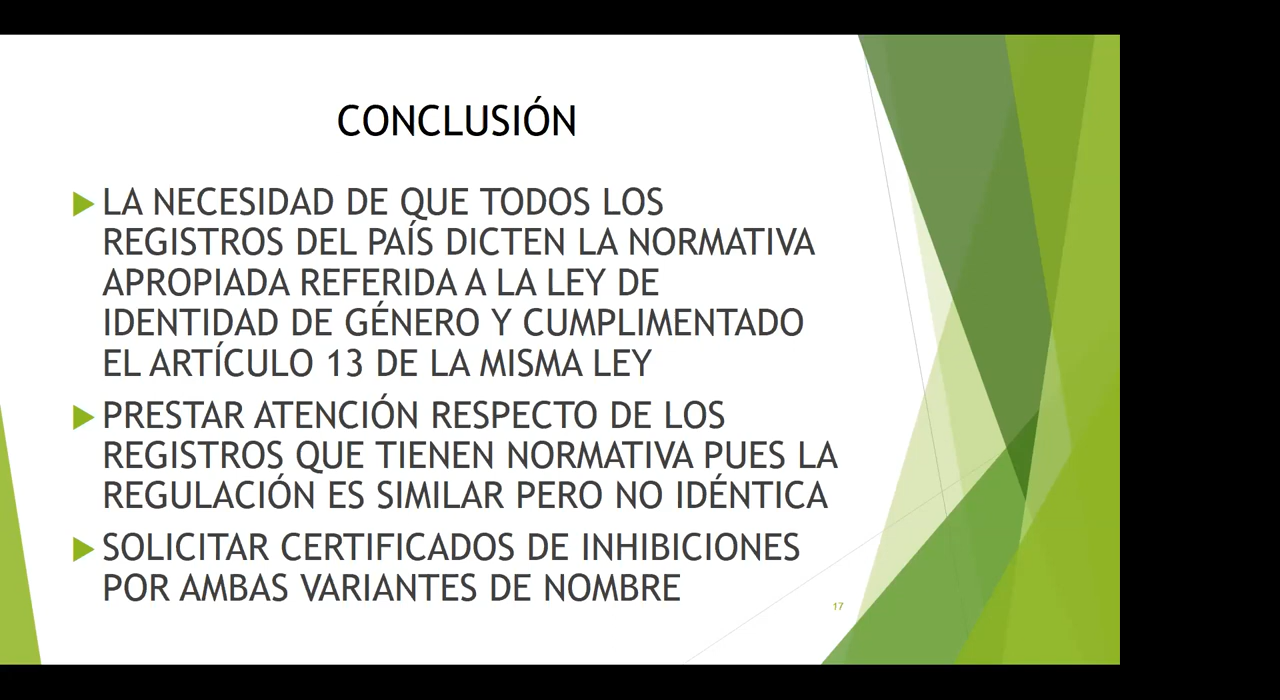 CONCLUSIÓN
LA NECESIDAD DE QUE TODOS LOS
REGISTROS DEL PAÍS DICTEN LA NORMATIVA
APROPIADA REFERIDA A LA LEY DE
IDENTIDAD DE GÉNERO Y CUMPLIMENTADO
EL ARTÍCULO 13 DE LA MISMA LEY
PRESTAR ATENCIÓN RESPECTO DE LOS
REGISTROS QUE TIENEN NORMATIVA PUES LA
REGULACIÓN ES SIMILAR PERO NO IDÉNTICA
SOLICITAR CERTIFICADOS DE INHIBICIONES
POR AMBAS VARIANTES DE NOMBRE
17